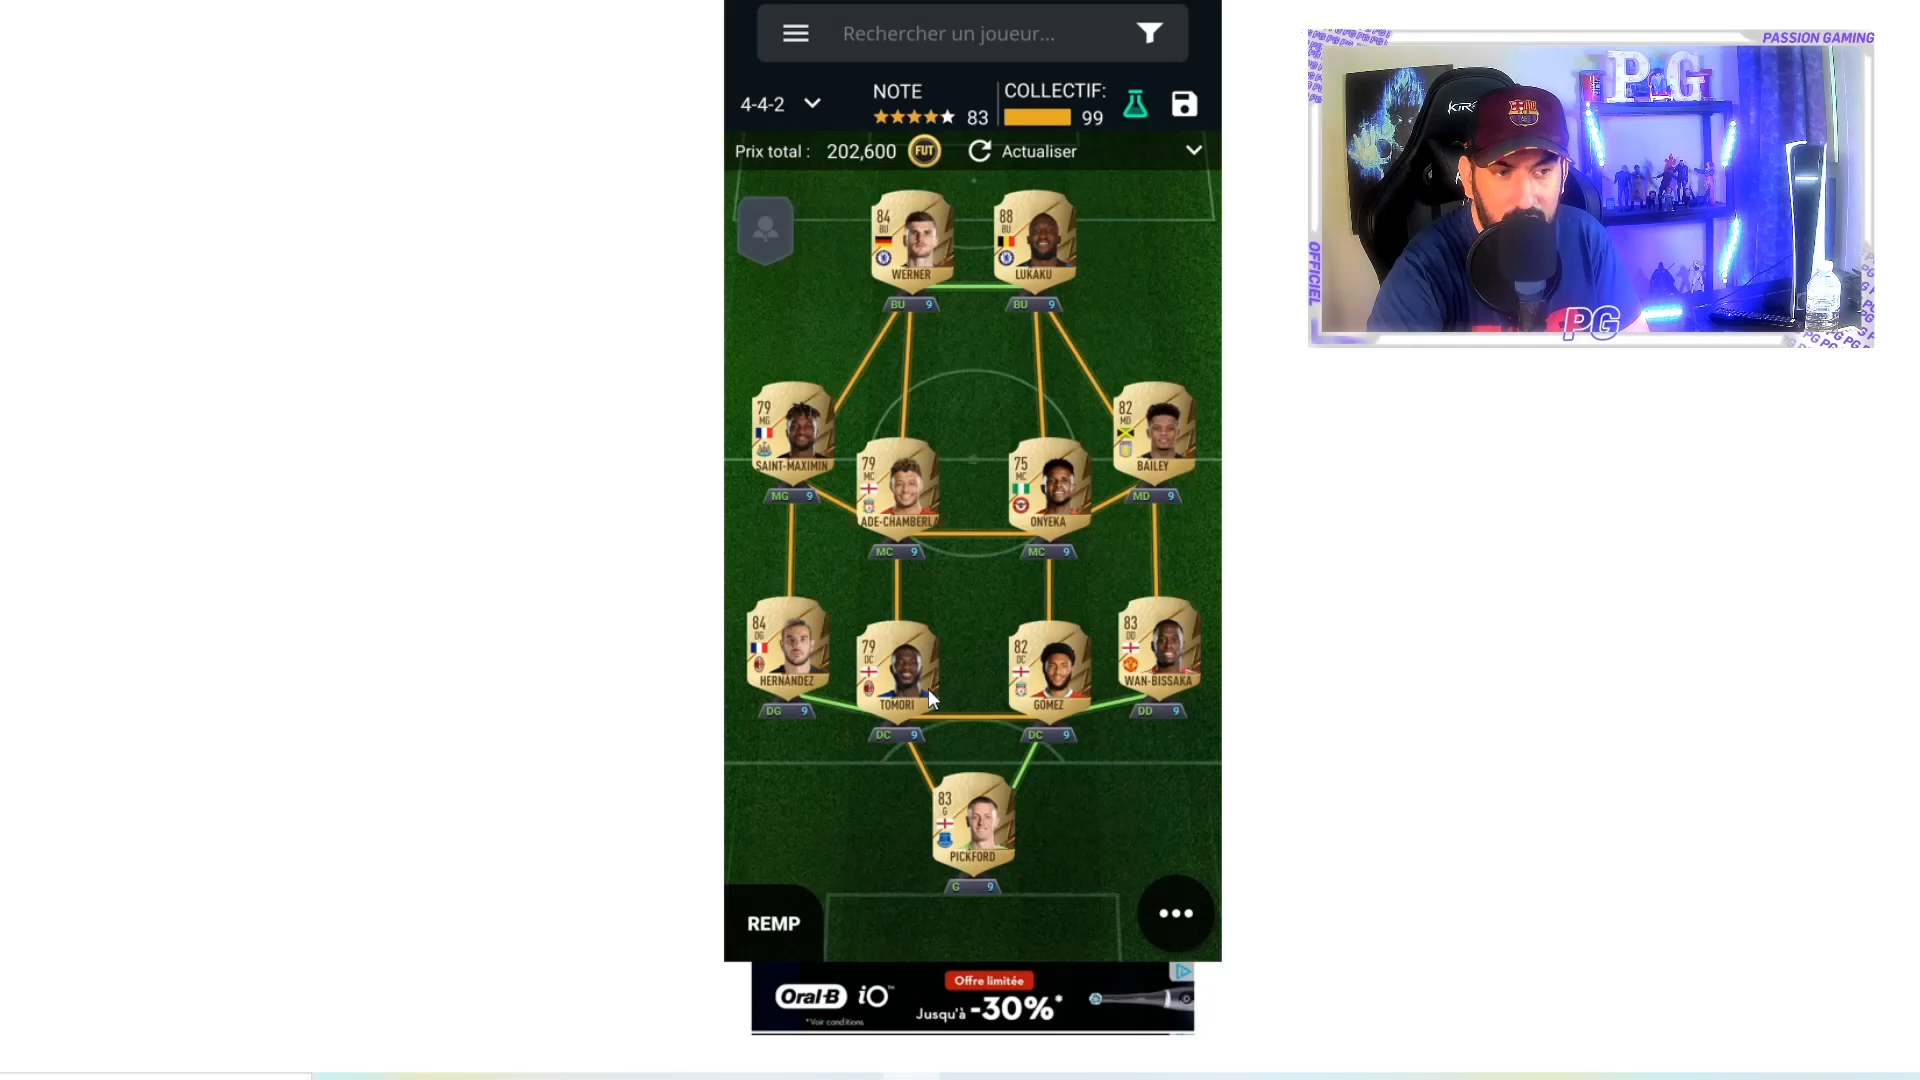 Rechercher un joueur...
4-4-2
NOTE
83
COLLECTIF:
99
Prix total : 202,600
FUT
Actualiser
84
BU
WERNER
BU 9
88
BU
LUKAKU
BU 9
79
MG
SAINT-MAXIMIN
MG 9
82
MD
BAILEY
MD 9
79
MC
ADE-CHAMBERLA
MC 9
75
MC
ONYEKA
MC 9
84
DG
HERNÁNDEZ
DG 9
79
DC
TOMORI
DC 9
82
DC
GOMEZ
DC 9
83
DD
WAN-BISSAKA
DD 9
83
G
PICKFORD
G 9
REMP
Oral-B iO™
*Voir conditions
Offre limitée
Jusqu'à -30%*
PASSION GAMING
OFFICIEL
PG
PG